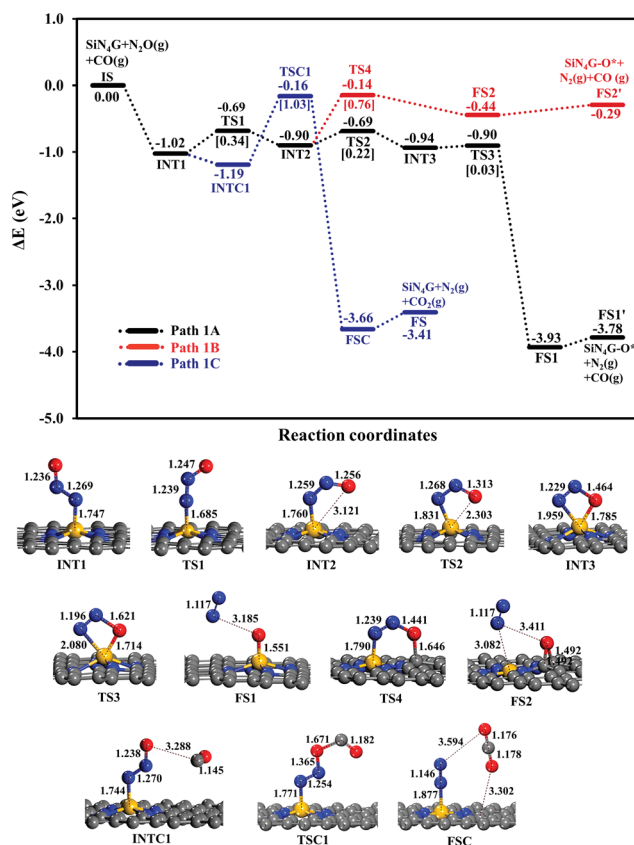 0.0
-1.0
-2.0
-3.0
-4.0
-5.0
ΔE (eV)
SiN₄G+N₂O(g)
+CO(g)
IS
0.00
-1.02
INT1
-0.69
TS1
[0.34]
-1.19
INTC1
TSC1
-0.16
[1.03]
-0.90
INT2
TS4
-0.14
[0.76]
-0.69
TS2
[0.22]
-0.94
INT3
FS2
-0.44
-0.90
TS3
[0.03]
SiN₄G-O*+
N₂(g)+CO (g)
FS2'
-0.29
-3.66
FSC
SiN₄G+N₂(g)
+CO₂(g)
FS
-3.41
-3.93
FS1
FS1'
-3.78
SiN₄G-O*
+N₂(g)
+CO(g)
Path 1A
Path 1B
Path 1C
Reaction coordinates
1.236
1.269
1.747
INT1
1.247
1.239
1.685
TS1
1.259
1.256
1.760
3.121
INT2
1.268
1.313
1.831
2.303
TS2
1.229
1.464
1.959
1.785
INT3
1.196
1.621
2.080
1.714
TS3
1.117
3.185
1.551
FS1
1.239
1.441
1.790
1.646
TS4
1.117
3.411
3.082
1.492
1.492
FS2
1.238
3.288
1.145
1.270
1.744
INTC1
1.671
1.182
1.365
1.254
1.771
TSC1
1.176
3.594
1.178
1.146
1.877
3.302
FSC